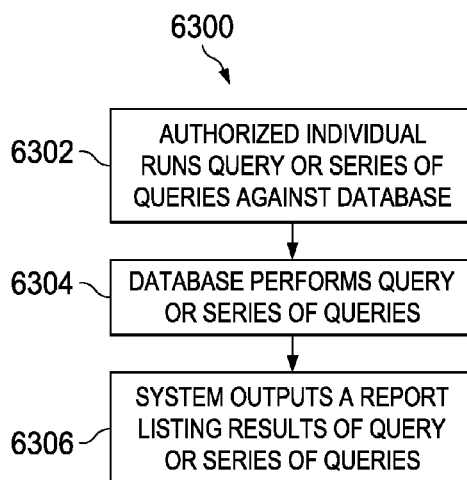 6300
6302
AUTHORIZED INDIVIDUAL
RUNS QUERY OR SERIES OF
QUERIES AGAINST DATABASE
6304
DATABASE PERFORMS QUERY
OR SERIES OF QUERIES
6306
SYSTEM OUTPUTS A REPORT
LISTING RESULTS OF QUERY
OR SERIES OF QUERIES